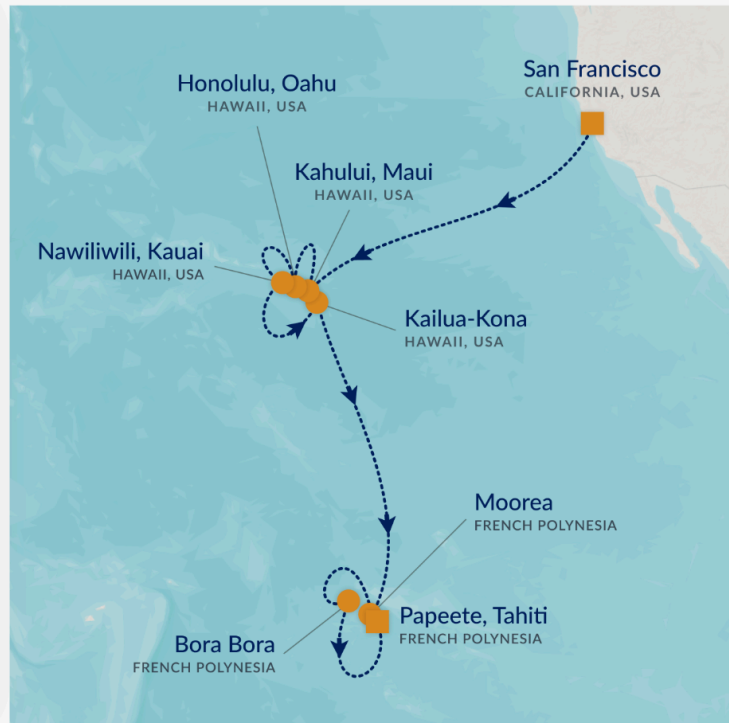 San Francisco
CALIFORNIA, USA
Honolulu, Oahu
HAWAII, USA
Kahului, Maui
HAWAII, USA
Nawiliwili, Kauai
HAWAII, USA
Kailua-Kona
HAWAII, USA
Moorea
FRENCH POLYNESIA
Papeete, Tahiti
FRENCH POLYNESIA
Bora Bora
FRENCH POLYNESIA